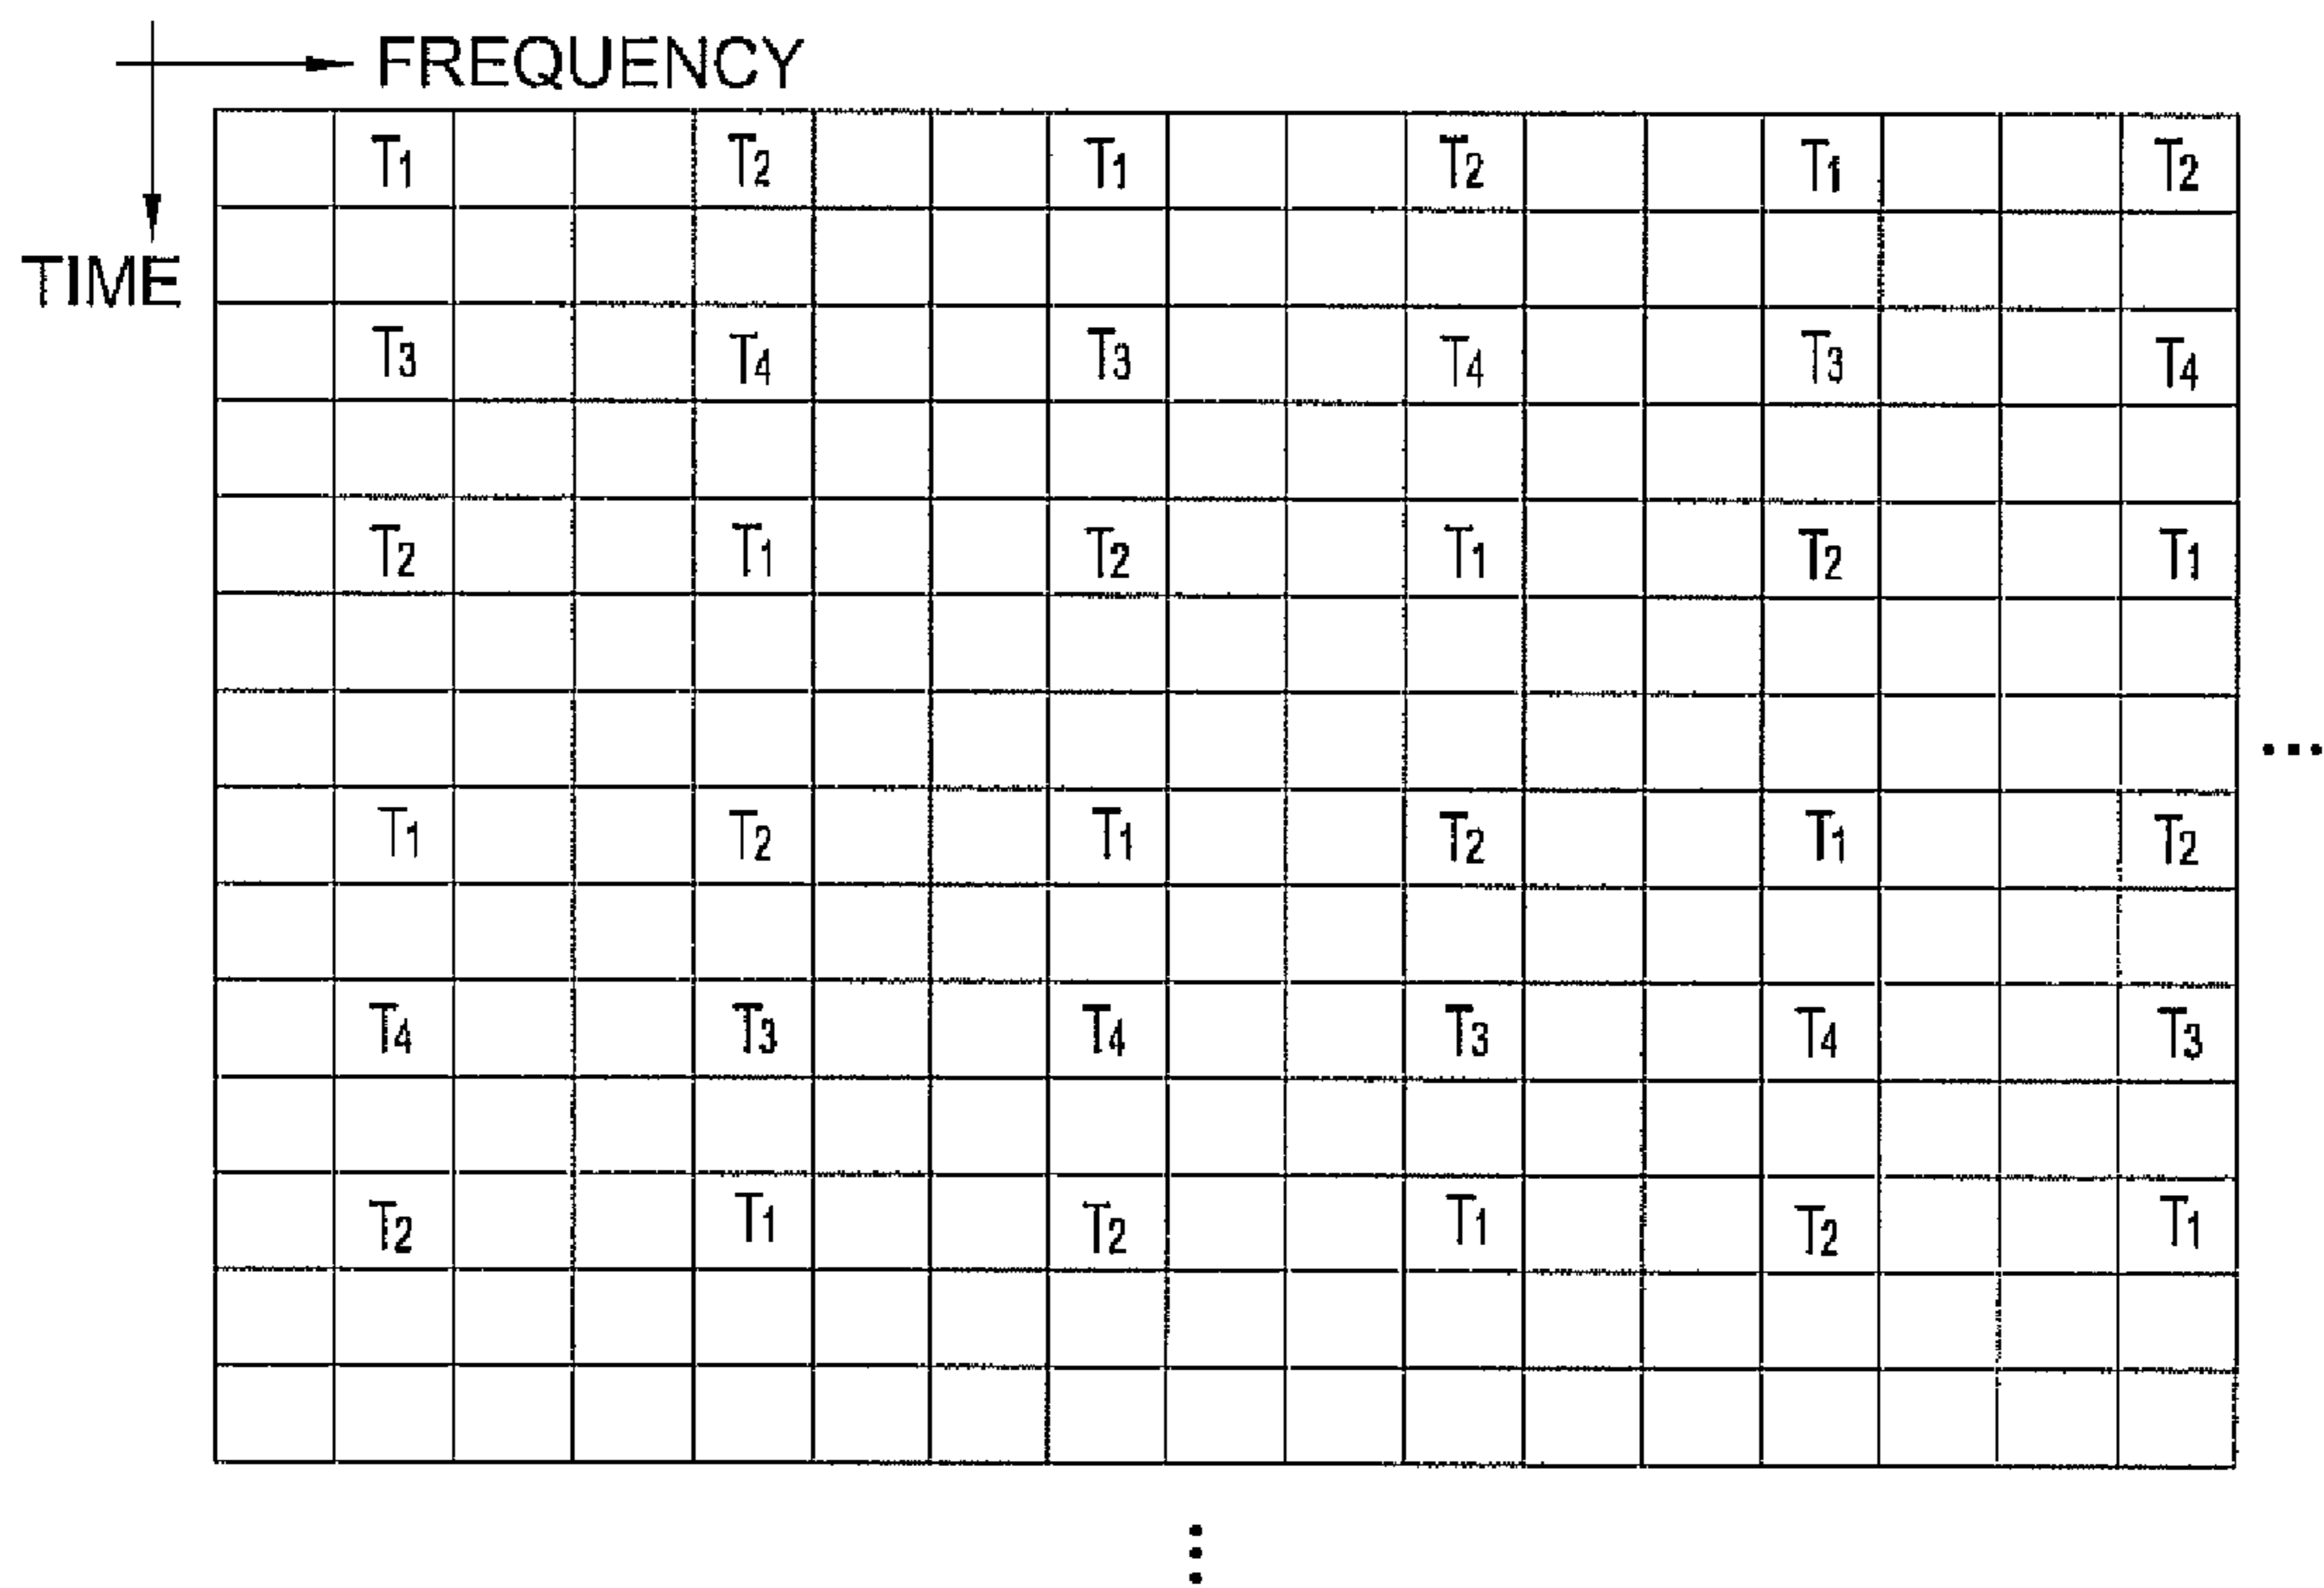 FREQUENCY
TIME
T1 T2 T1 T2 T1 T2
T3 T4 T3 T4 T3 T4
T2 T1 T2 T1 T2 T1
...
T1 T2 T1 T2 T1 T2
T4 T3 T4 T3 T4 T3
T2 T1 T2 T1 T2 T1
...